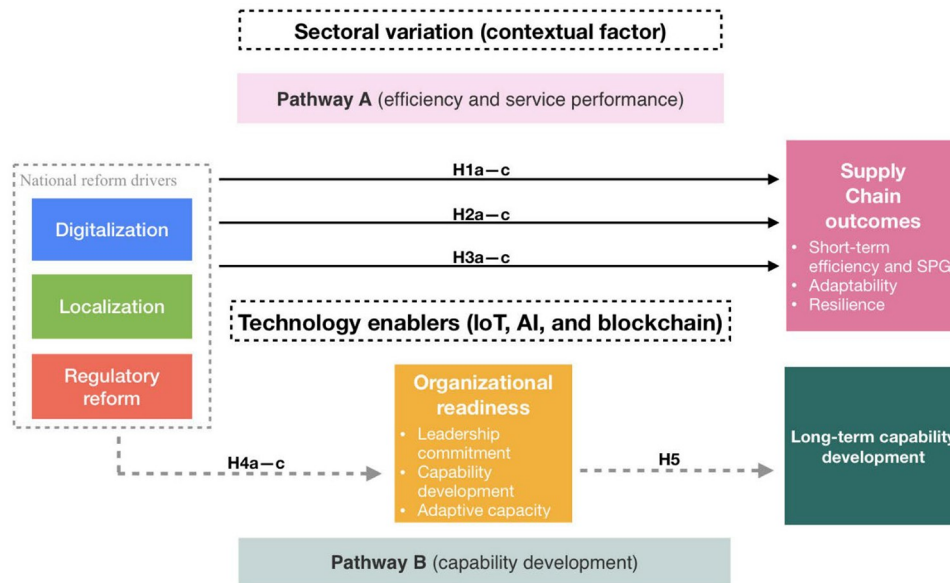 Sectoral variation (contextual factor)
Pathway A (efficiency and service performance)
National reform drivers
Digitalization
Localization
Regulatory
reform
H1a—c
H2a—c
H3a—c
Supply
Chain
outcomes
• Short-term
efficiency and SPG
• Adaptability
• Resilience
Technology enablers (IoT, AI, and blockchain)
H4a—c
Organizational
readiness
• Leadership
commitment
• Capability
development
• Adaptive capacity
H5
Long-term capability
development
Pathway B (capability development)